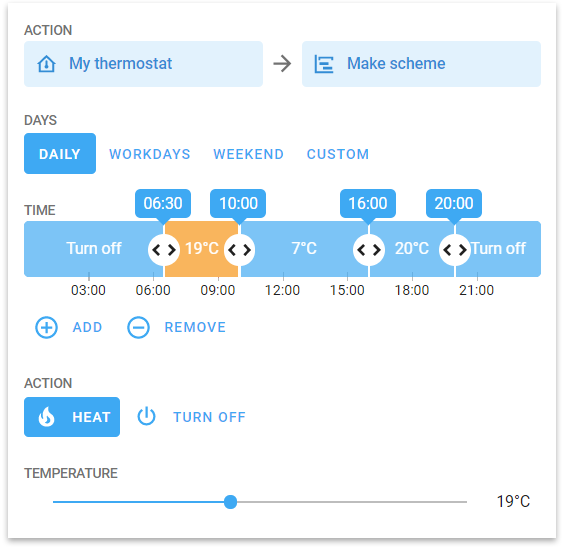 ACTION
My thermostat
Make scheme
DAYS
DAILY WORKDAYS WEEKEND CUSTOM
06:30 10:00 16:00 20:00
TIME
Turn off 19°C 7°C 20°C Turn off
03:00 06:00 09:00 12:00 15:00 18:00 21:00
ADD REMOVE
ACTION
HEAT TURN OFF
TEMPERATURE
19°C